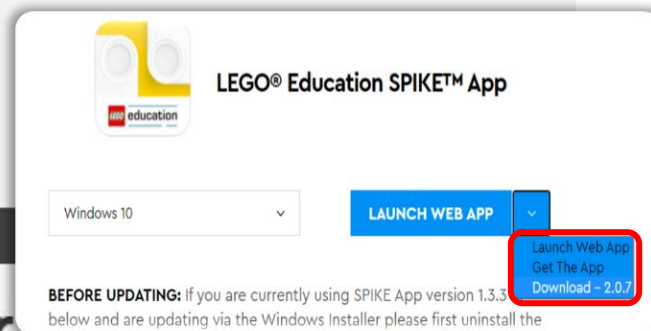 LEGO® Education SPIKE™ App
LEGO education
Windows 10
LAUNCH WEB APP
Launch Web App
Get The App
Download - 2.0.7
BEFORE UPDATING: If you are currently using SPIKE App version 1.3.3
below and are updating via the Windows Installer please first uninstall the